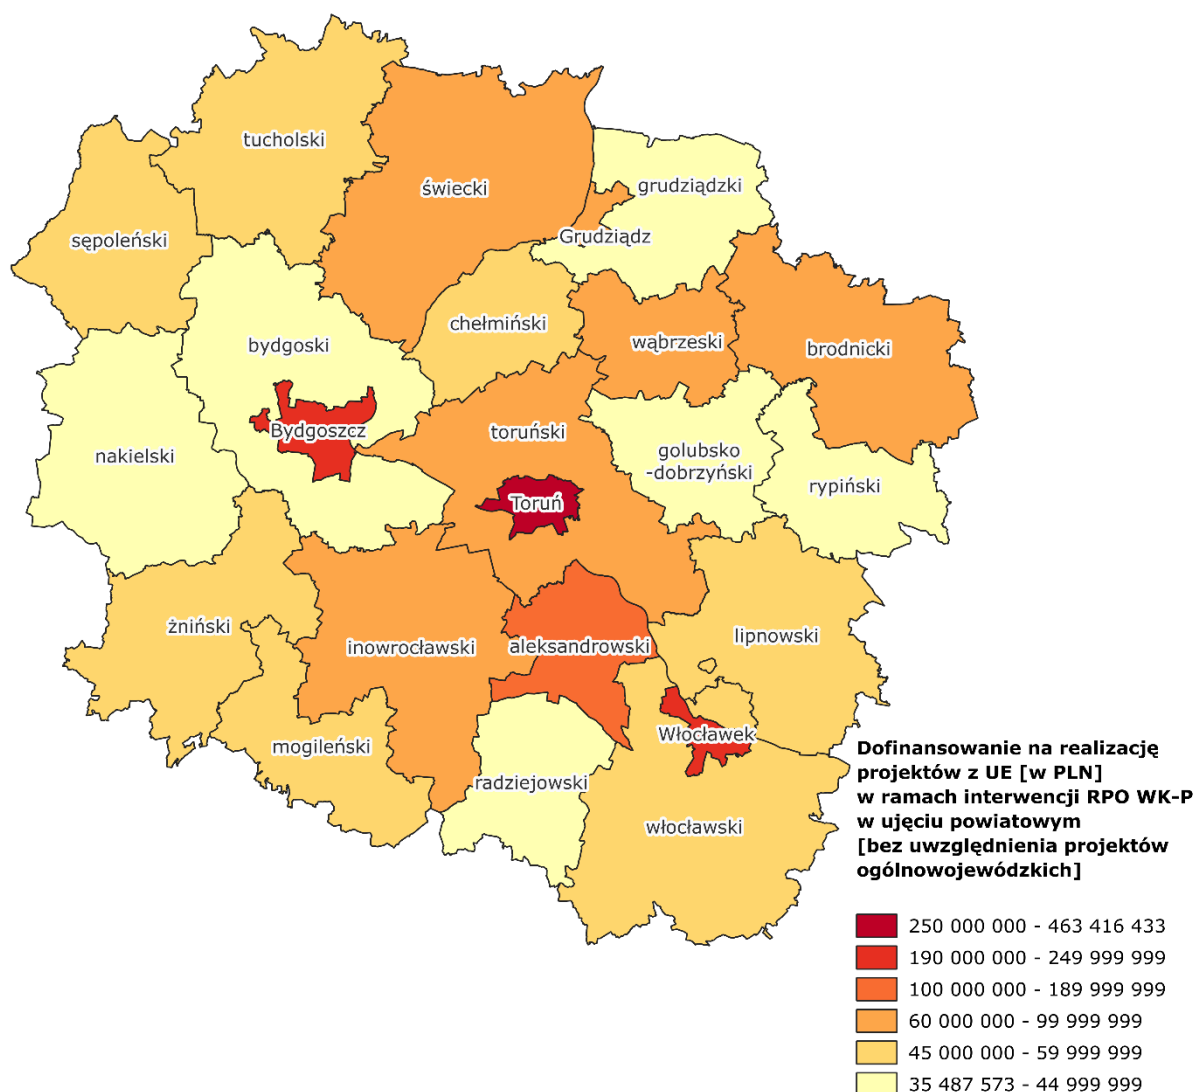 tucholski
świecki
grudziądzki
sępoleński
Grudziądz
chełmiński
bydgoski
wąbrzeski
brodnicki
Bydgoszcz
toruński
nakielski
golubsko
-dobrzyński
rypiński
Toruń
żniński
inowrocławski
aleksandrowski
lipnowski
mogileński
Włocławek
radziejowski
włocławski
Dofinansowanie na realizację
projektów z UE [w PLN]
w ramach interwencji RPO WK-P
w ujęciu powiatowym
[bez uwzględnienia projektów
ogólnowojewódzkich]
250 000 000 - 463 416 433
190 000 000 - 249 999 999
100 000 000 - 189 999 999
60 000 000 - 99 999 999
45 000 000 - 59 999 999
35 487 573 - 44 999 999